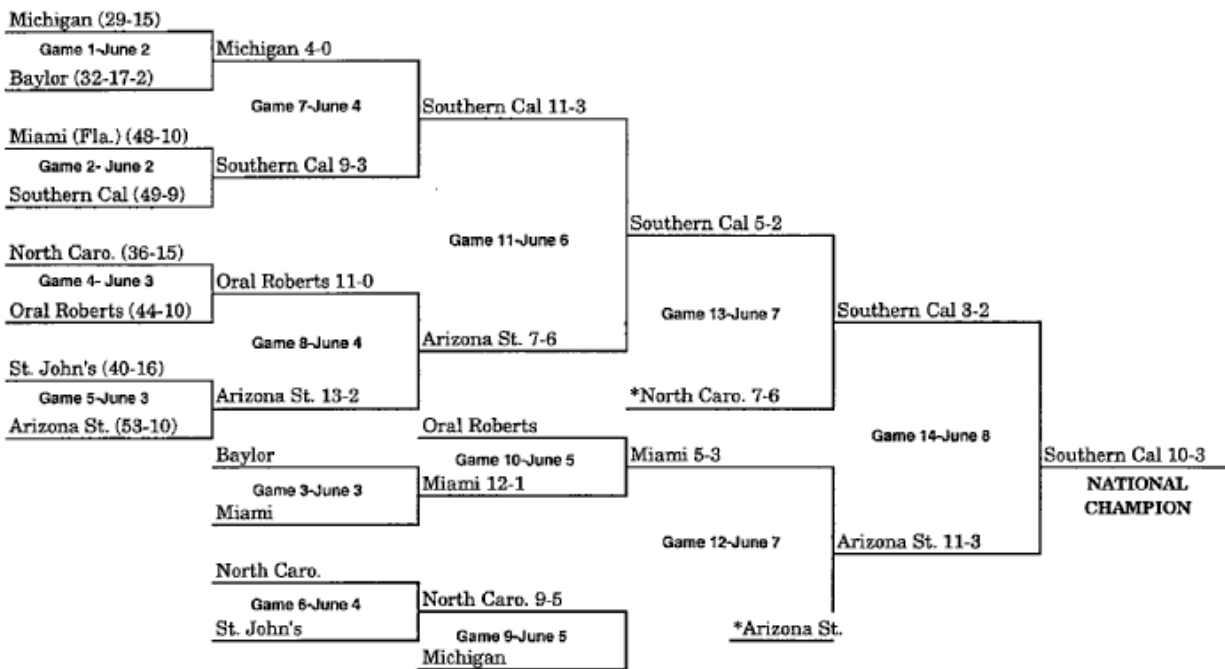 Michigan (29-15)
Game 1-June 2
Baylor (32-17-2)
Michigan 4-0
Game 7-June 4
Southern Cal 11-3
Miami (Fla.) (48-10)
Game 2- June 2
Southern Cal (49-9)
Southern Cal 9-3
Game 11-June 6
Southern Cal 5-2
North Caro. (36-15)
Game 4- June 3
Oral Roberts (44-10)
Oral Roberts 11-0
Game 8-June 4
Arizona St. 7-6
St. John's (40-16)
Game 5-June 3
Arizona St. (53-10)
Arizona St. 13-2
Game 13-June 7
Southern Cal 3-2
*North Caro. 7-6
Oral Roberts
Game 10-June 5
Miami 12-1
Miami 5-3
Baylor
Game 3-June 3
Miami
Game 14-June 8
Southern Cal 10-3
NATIONAL
CHAMPION
Game 12-June 7
Arizona St. 11-3
North Caro.
Game 6-June 4
St. John's
North Caro. 9-5
Game 9-June 5
Michigan
*Arizona St.